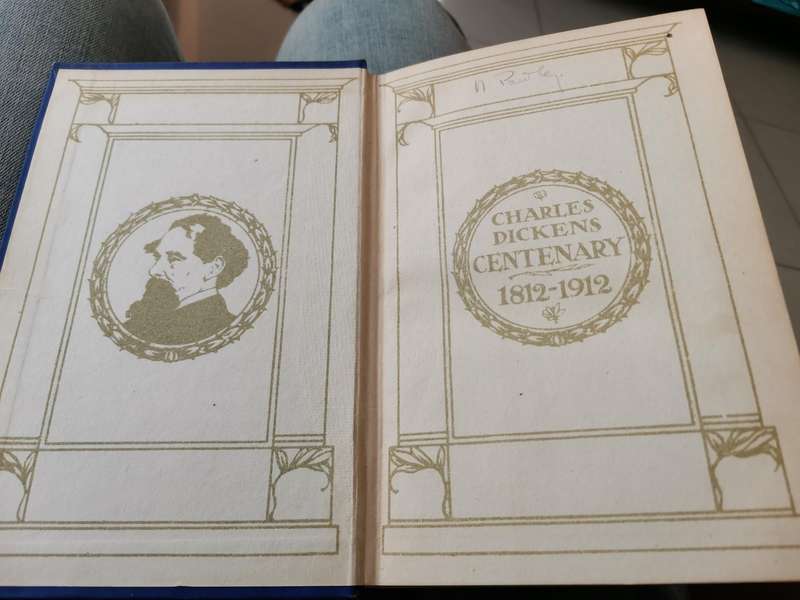 CHARLES
DICKENS
CENTENARY
1812-1912